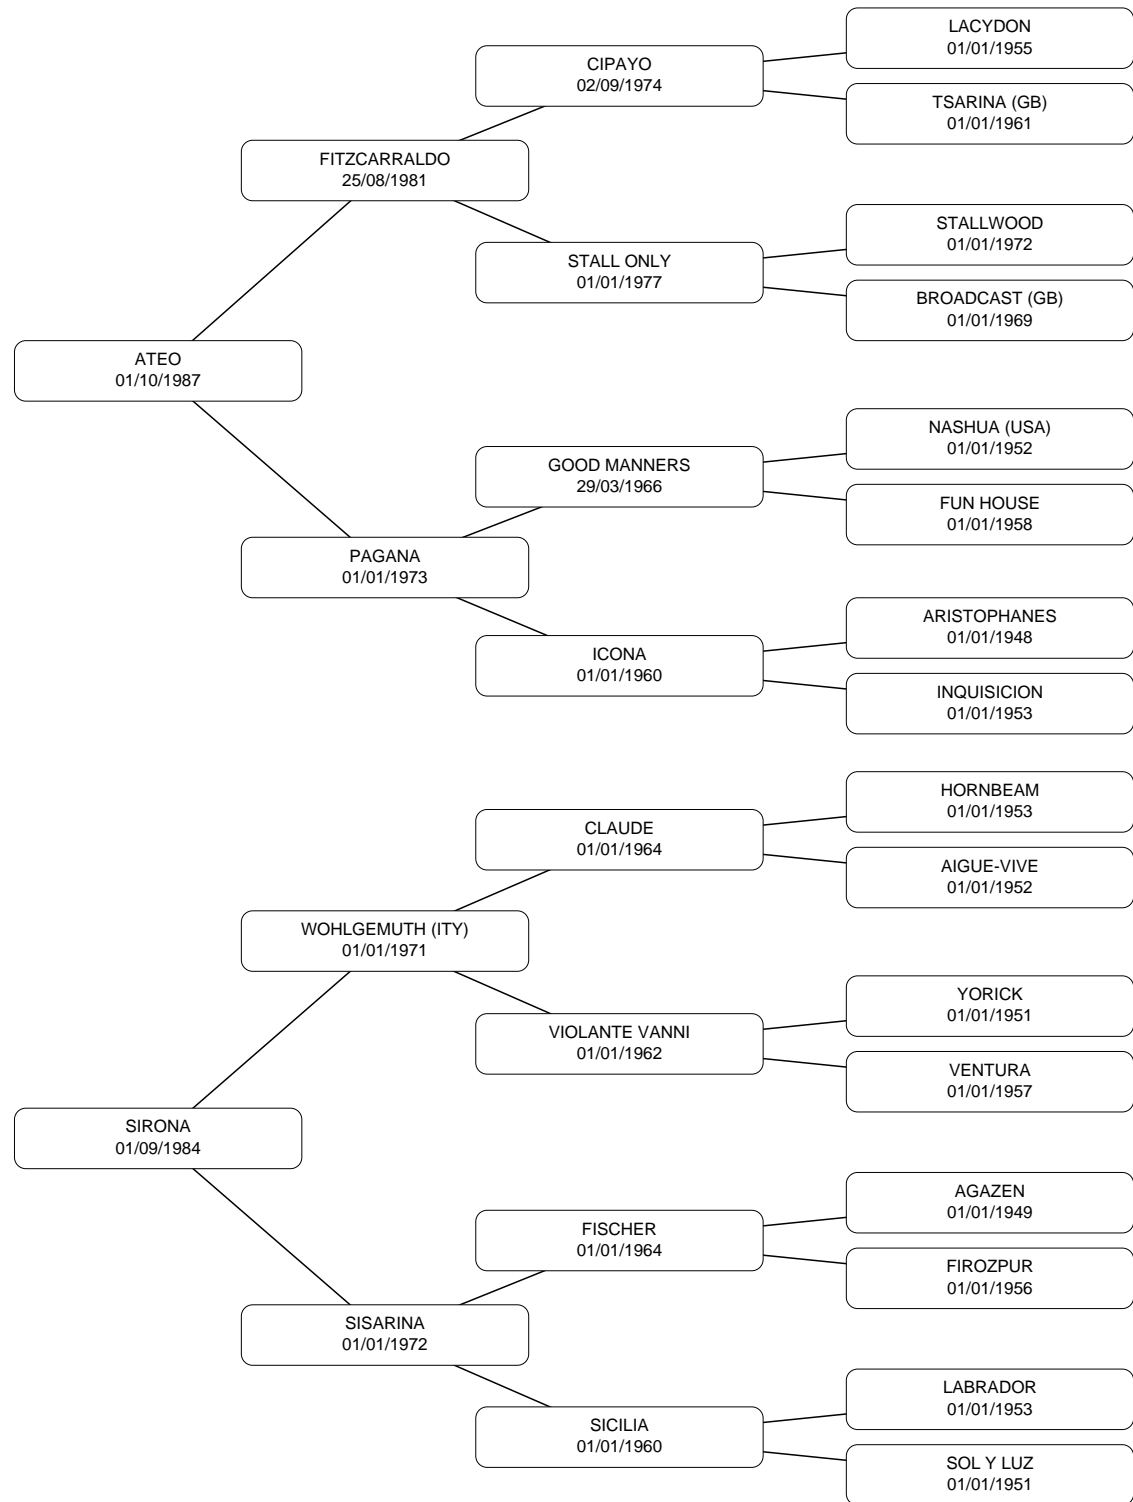 LACYDON
01/01/1955
CIPAYO
02/09/1974
TSARINA (GB)
01/01/1961
FITZCARRALDO
25/08/1981
STALLWOOD
01/01/1972
STALL ONLY
01/01/1977
BROADCAST (GB)
01/01/1969
ATEO
01/10/1987
NASHUA (USA)
01/01/1952
GOOD MANNERS
29/03/1966
FUN HOUSE
01/01/1958
PAGANA
01/01/1973
ARISTOPHANES
01/01/1948
ICONA
01/01/1960
INQUISICION
01/01/1953
HORNBEAM
01/01/1953
CLAUDE
01/01/1964
AIGUE-VIVE
01/01/1952
WOHLGEMUTH (ITY)
01/01/1971
YORICK
01/01/1951
VIOLANTE VANNI
01/01/1962
VENTURA
01/01/1957
SIRONA
01/09/1984
AGAZEN
01/01/1949
FISCHER
01/01/1964
FIROZPUR
01/01/1956
SISARINA
01/01/1972
LABRADOR
01/01/1953
SICILIA
01/01/1960
SOL Y LUZ
01/01/1951